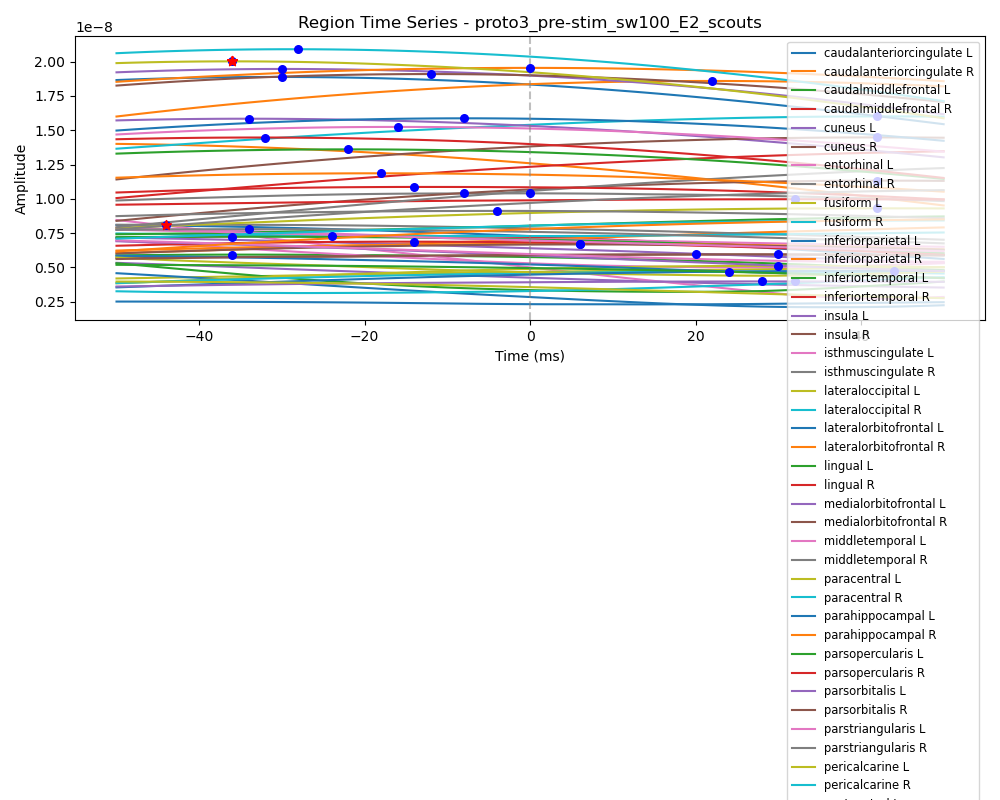 Region Time Series - proto3_pre-stim_sw100_E2_scouts
1e−8
2.00
1.75
1.50
1.25
1.00
0.75
0.50
0.25
Amplitude
−40
−20
0
20
Time (ms)
caudalanteriorcingulate L
caudalanteriorcingulate R
caudalmiddlefrontal L
caudalmiddlefrontal R
cuneus L
cuneus R
entorhinal L
entorhinal R
fusiform L
fusiform R
inferiorparietal L
inferiorparietal R
inferiortemporal L
inferiortemporal R
insula L
insula R
isthmuscingulate L
isthmuscingulate R
lateraloccipital L
lateraloccipital R
lateralorbitofrontal L
lateralorbitofrontal R
lingual L
lingual R
medialorbitofrontal L
medialorbitofrontal R
middletemporal L
middletemporal R
paracentral L
paracentral R
parahippocampal L
parahippocampal R
parsopercularis L
parsopercularis R
parsorbitalis L
parsorbitalis R
parstriangularis L
parstriangularis R
pericalcarine L
pericalcarine R